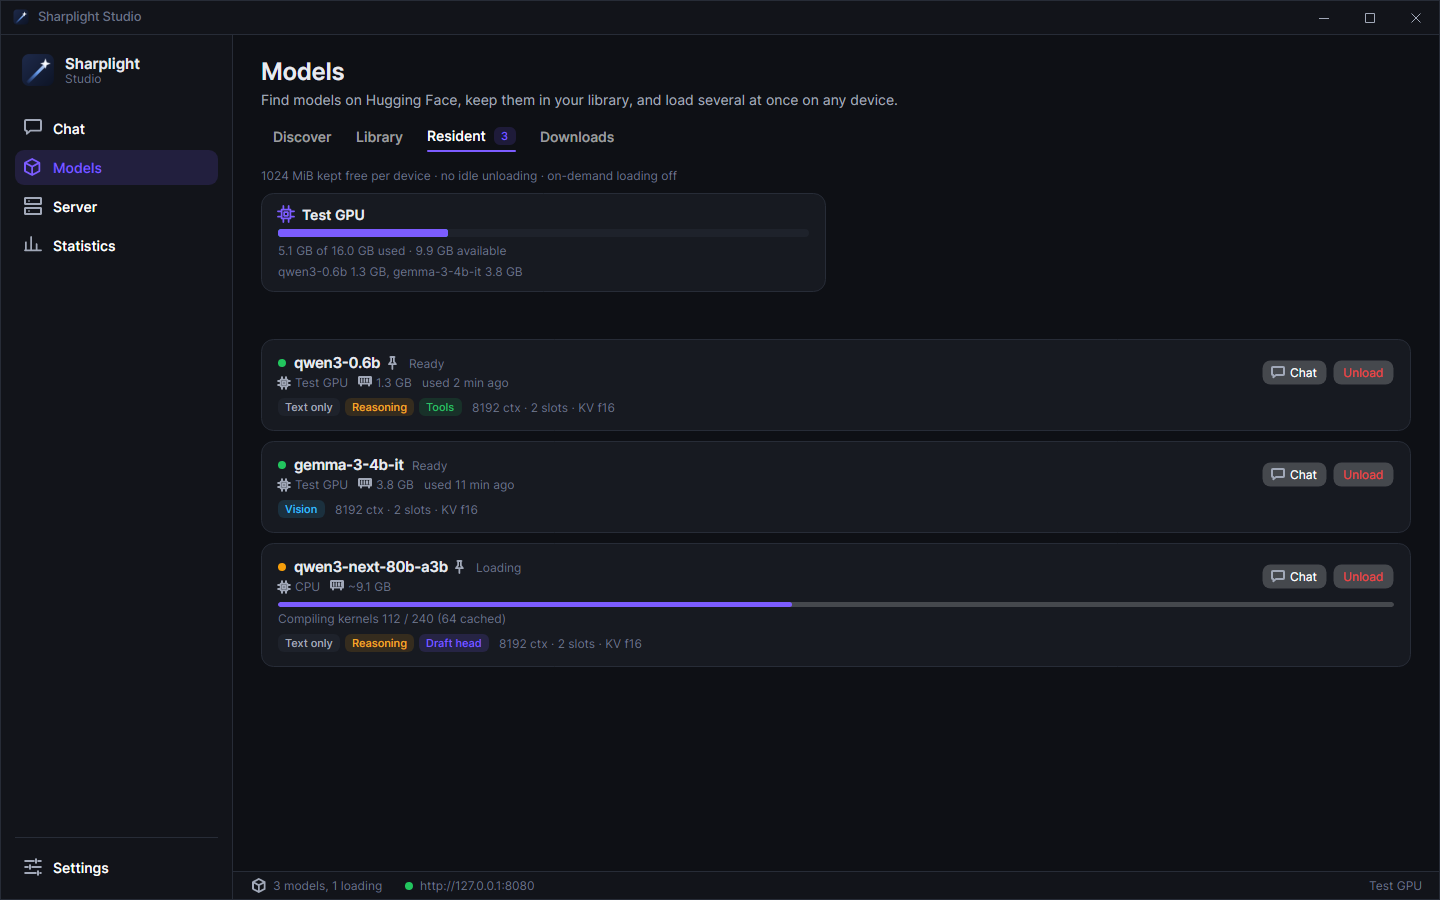 Sharplight Studio
Sharplight
Studio
Chat
Models
Server
Statistics
Settings
Models
Find models on Hugging Face, keep them in your library, and load several at once on any device.
Discover Library Resident 3 Downloads
1024 MiB kept free per device · no idle unloading · on-demand loading off
Test GPU
5.1 GB of 16.0 GB used · 9.9 GB available
qwen3-0.6b 1.3 GB, gemma-3-4b-it 3.8 GB
qwen3-0.6b Ready
Test GPU 1.3 GB used 2 min ago
Text only Reasoning Tools 8192 ctx · 2 slots · KV f16
Chat Unload
gemma-3-4b-it Ready
Test GPU 3.8 GB used 11 min ago
Vision 8192 ctx · 2 slots · KV f16
Chat Unload
qwen3-next-80b-a3b Loading
CPU ~9.1 GB
Compiling kernels 112 / 240 (64 cached)
Text only Reasoning Draft head 8192 ctx · 2 slots · KV f16
Chat Unload
3 models, 1 loading http://127.0.0.1:8080 Test GPU